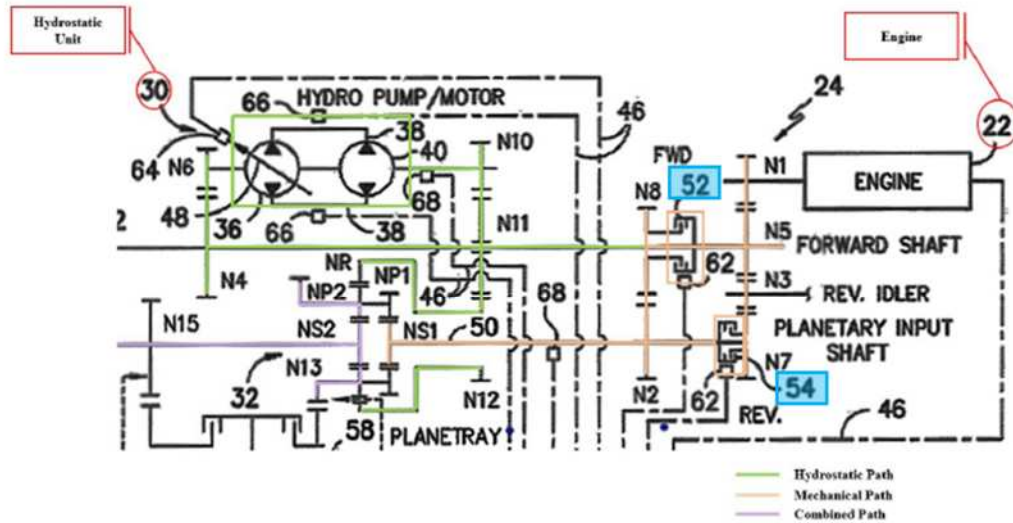 Hydrostatic
Unit
Engine
30
66
HYDRO PUMP/MOTOR
46
24
22
38
N10
FWD
64
N6
40
52
N1
ENGINE
N8
68
48
36
66
38
N11
N5
2
FORWARD SHAFT
NR
NP1
62
N4
NP2
46
N3
REV. IDLER
N15
68
NS2
NS1
50
PLANETARY INPUT
SHAFT
N13
N7
32
N12
N2
62
54
58
PLANETRAY
REV.
46
Hydrostatic Path
Mechanical Path
Combined Path